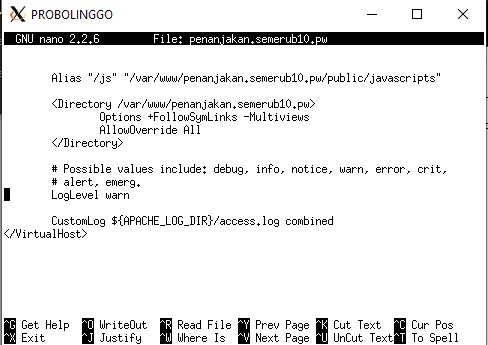 PROBOLINGGO
GNU nano 2.2.6 File: penanjakan.semerub10.pw
Alias "/js" "/var/www/penanjakan.semerub10.pw/public/javascripts"
<Directory /var/www/penanjakan.semerub10.pw>
Options +FollowSymLinks -Multiviews
AllowOverride All
</Directory>
# Possible values include: debug, info, notice, warn, error, crit,
# alert, emerg.
LogLevel warn
CustomLog ${APACHE_LOG_DIR}/access.log combined
</VirtualHost>
^G Get Help ^O WriteOut ^R Read File ^Y Prev Page ^K Cut Text ^C Cur Pos
^X Exit ^J Justify ^W Where Is ^V Next Page ^U UnCut Text ^T To Spell